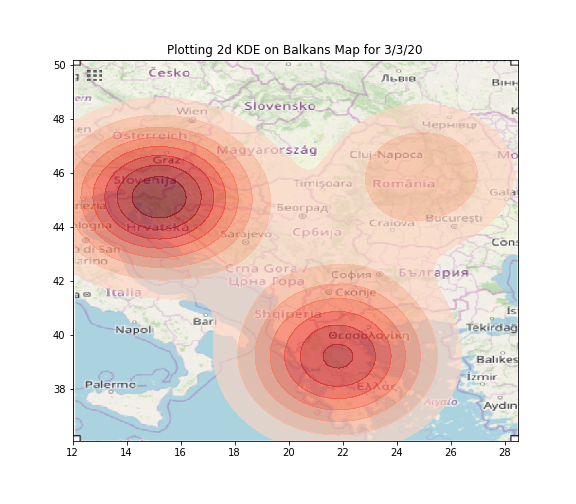 Plotting 2d KDE on Balkans Map for 3/3/20
50
Česko
Львів
Wien
Slovensko
48
Чернівці
Österreich
Magyarország
Graz
Cluj-Napoca
46
Slovenija
Timișoara
România
Београд
Craiova
București
44
Hrvatska
Sarajevo
Србија
Crna Gora /
Црна Гора
София
България
42
Italia
Скопје
Shqipëria
Bari
Napoli
Tekirdağ
40
Θεσσαλονίκη
Balıkes
İzmir
38
Palermo
Ελλάς
Aydın
12
14
16
18
20
22
24
26
28